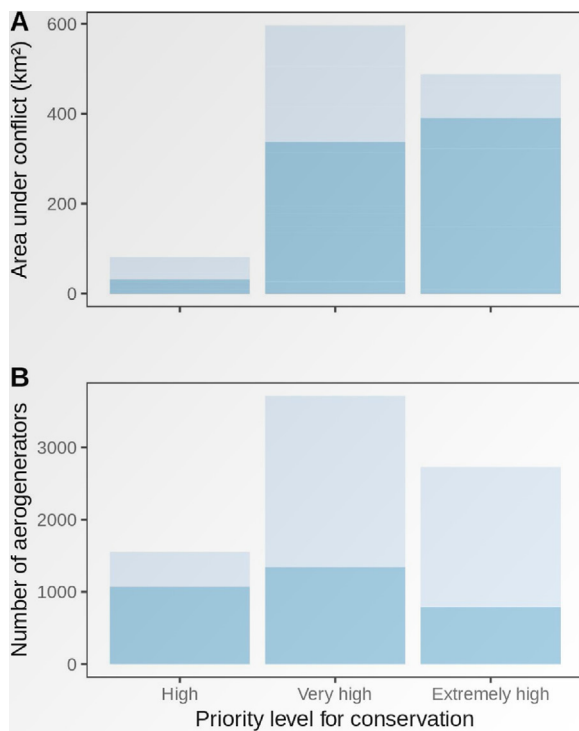 A
Area under conflict (km²)
600
400
200
0
B
Number of aerogenerators
3000
2000
1000
0
High Very high Extremely high
Priority level for conservation